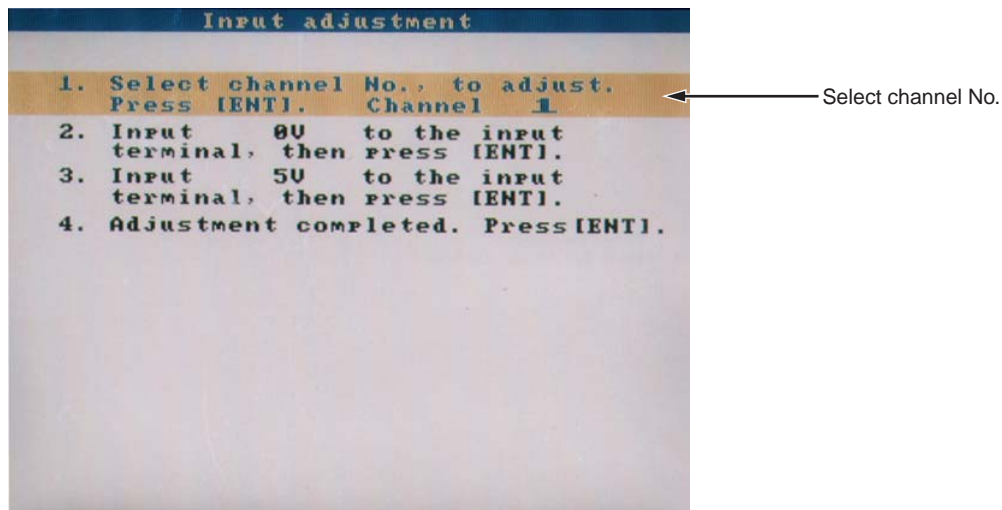 Input adjustment
1. Select channel No., to adjust.
Press [ENT]. Channel 1
Select channel No.
2. Input 0V to the input
terminal, then press [ENT].
3. Input 5V to the input
terminal, then press [ENT].
4. Adjustment completed. Press[ENT].